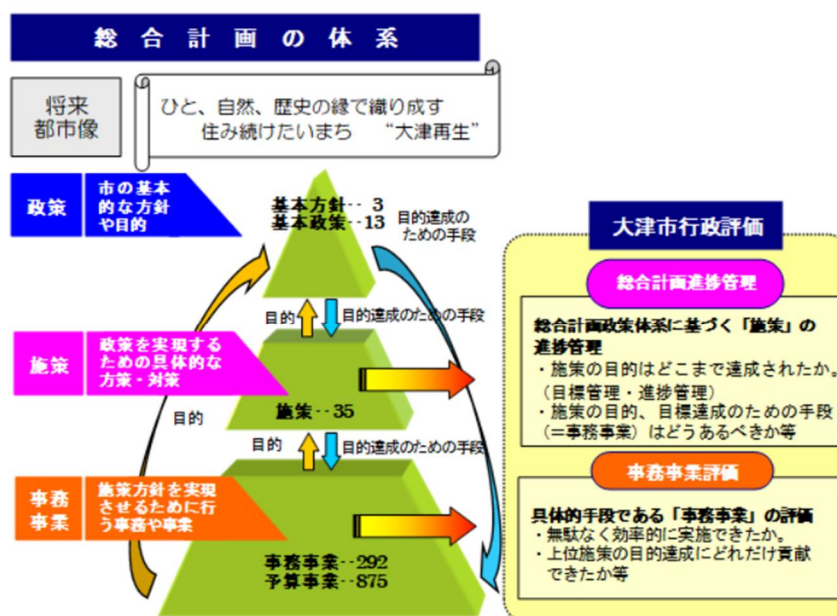 総合計画の体系
将来
都市像
ひと、自然、歴史の縁で織り成す
住み続けたいまち　“大津再生”
政策
市の基本
的な方針
や目的
基本方針‥3
基本政策‥13
目的達成の
ための手段
目的
目的達成のための手段
施策
政策を実現する
ための具体的な
方策・対策
施策‥35
目的
目的
目的達成のための手段
事務
事業
施策方針を実現
させるために行
う事務や事業
事務事業‥292
予算事業‥875
大津市行政評価
総合計画進捗管理
総合計画政策体系に基づく「施策」の
進捗管理
・施策の目的はどこまで達成されたか。
（目標管理・進捗管理）
・施策の目的、目標達成のための手段
（＝事務事業）はどうあるべきか等
事務事業評価
具体的手段である「事務事業」の評価
・無駄なく効率的に実施できたか。
・上位施策の目的達成にどれだけ貢献
できたか等